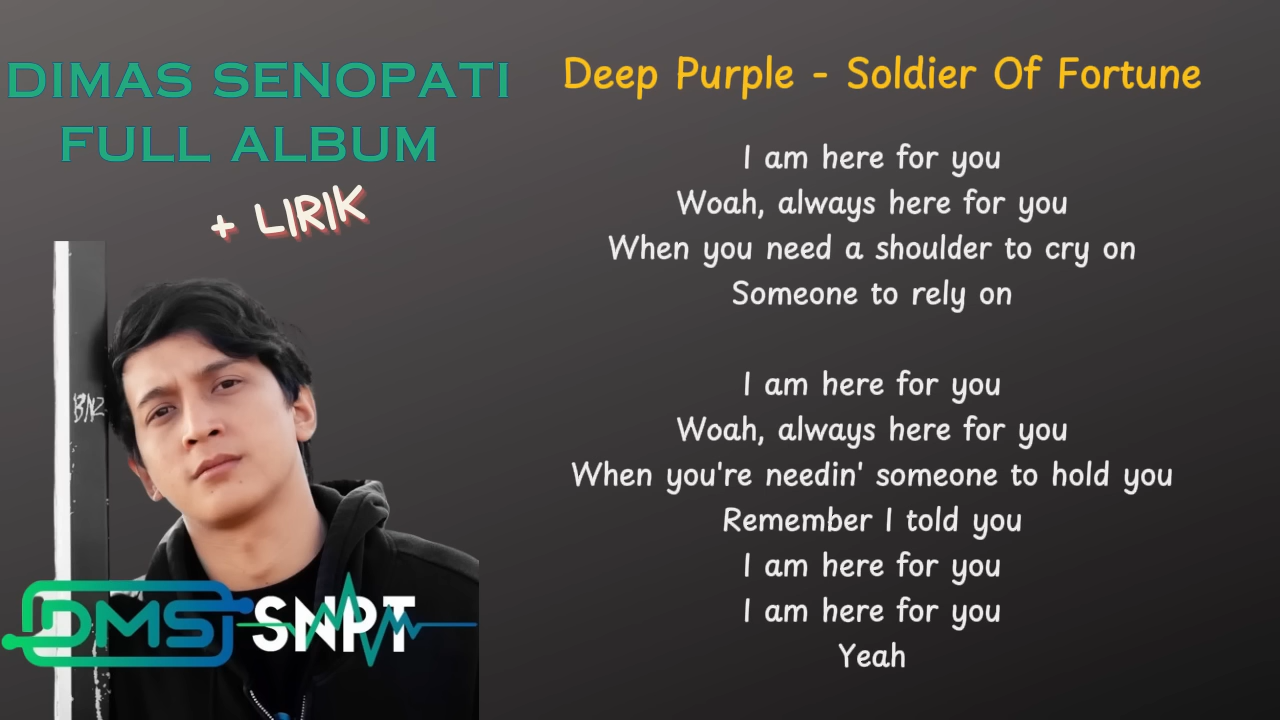 DIMAS SENOPATI
FULL ALBUM
+ LIRIK
BNZ
DMS SNPT
Deep Purple - Soldier Of Fortune
I am here for you
Woah, always here for you
When you need a shoulder to cry on
Someone to rely on
I am here for you
Woah, always here for you
When you're needin' someone to hold you
Remember I told you
I am here for you
I am here for you
Yeah